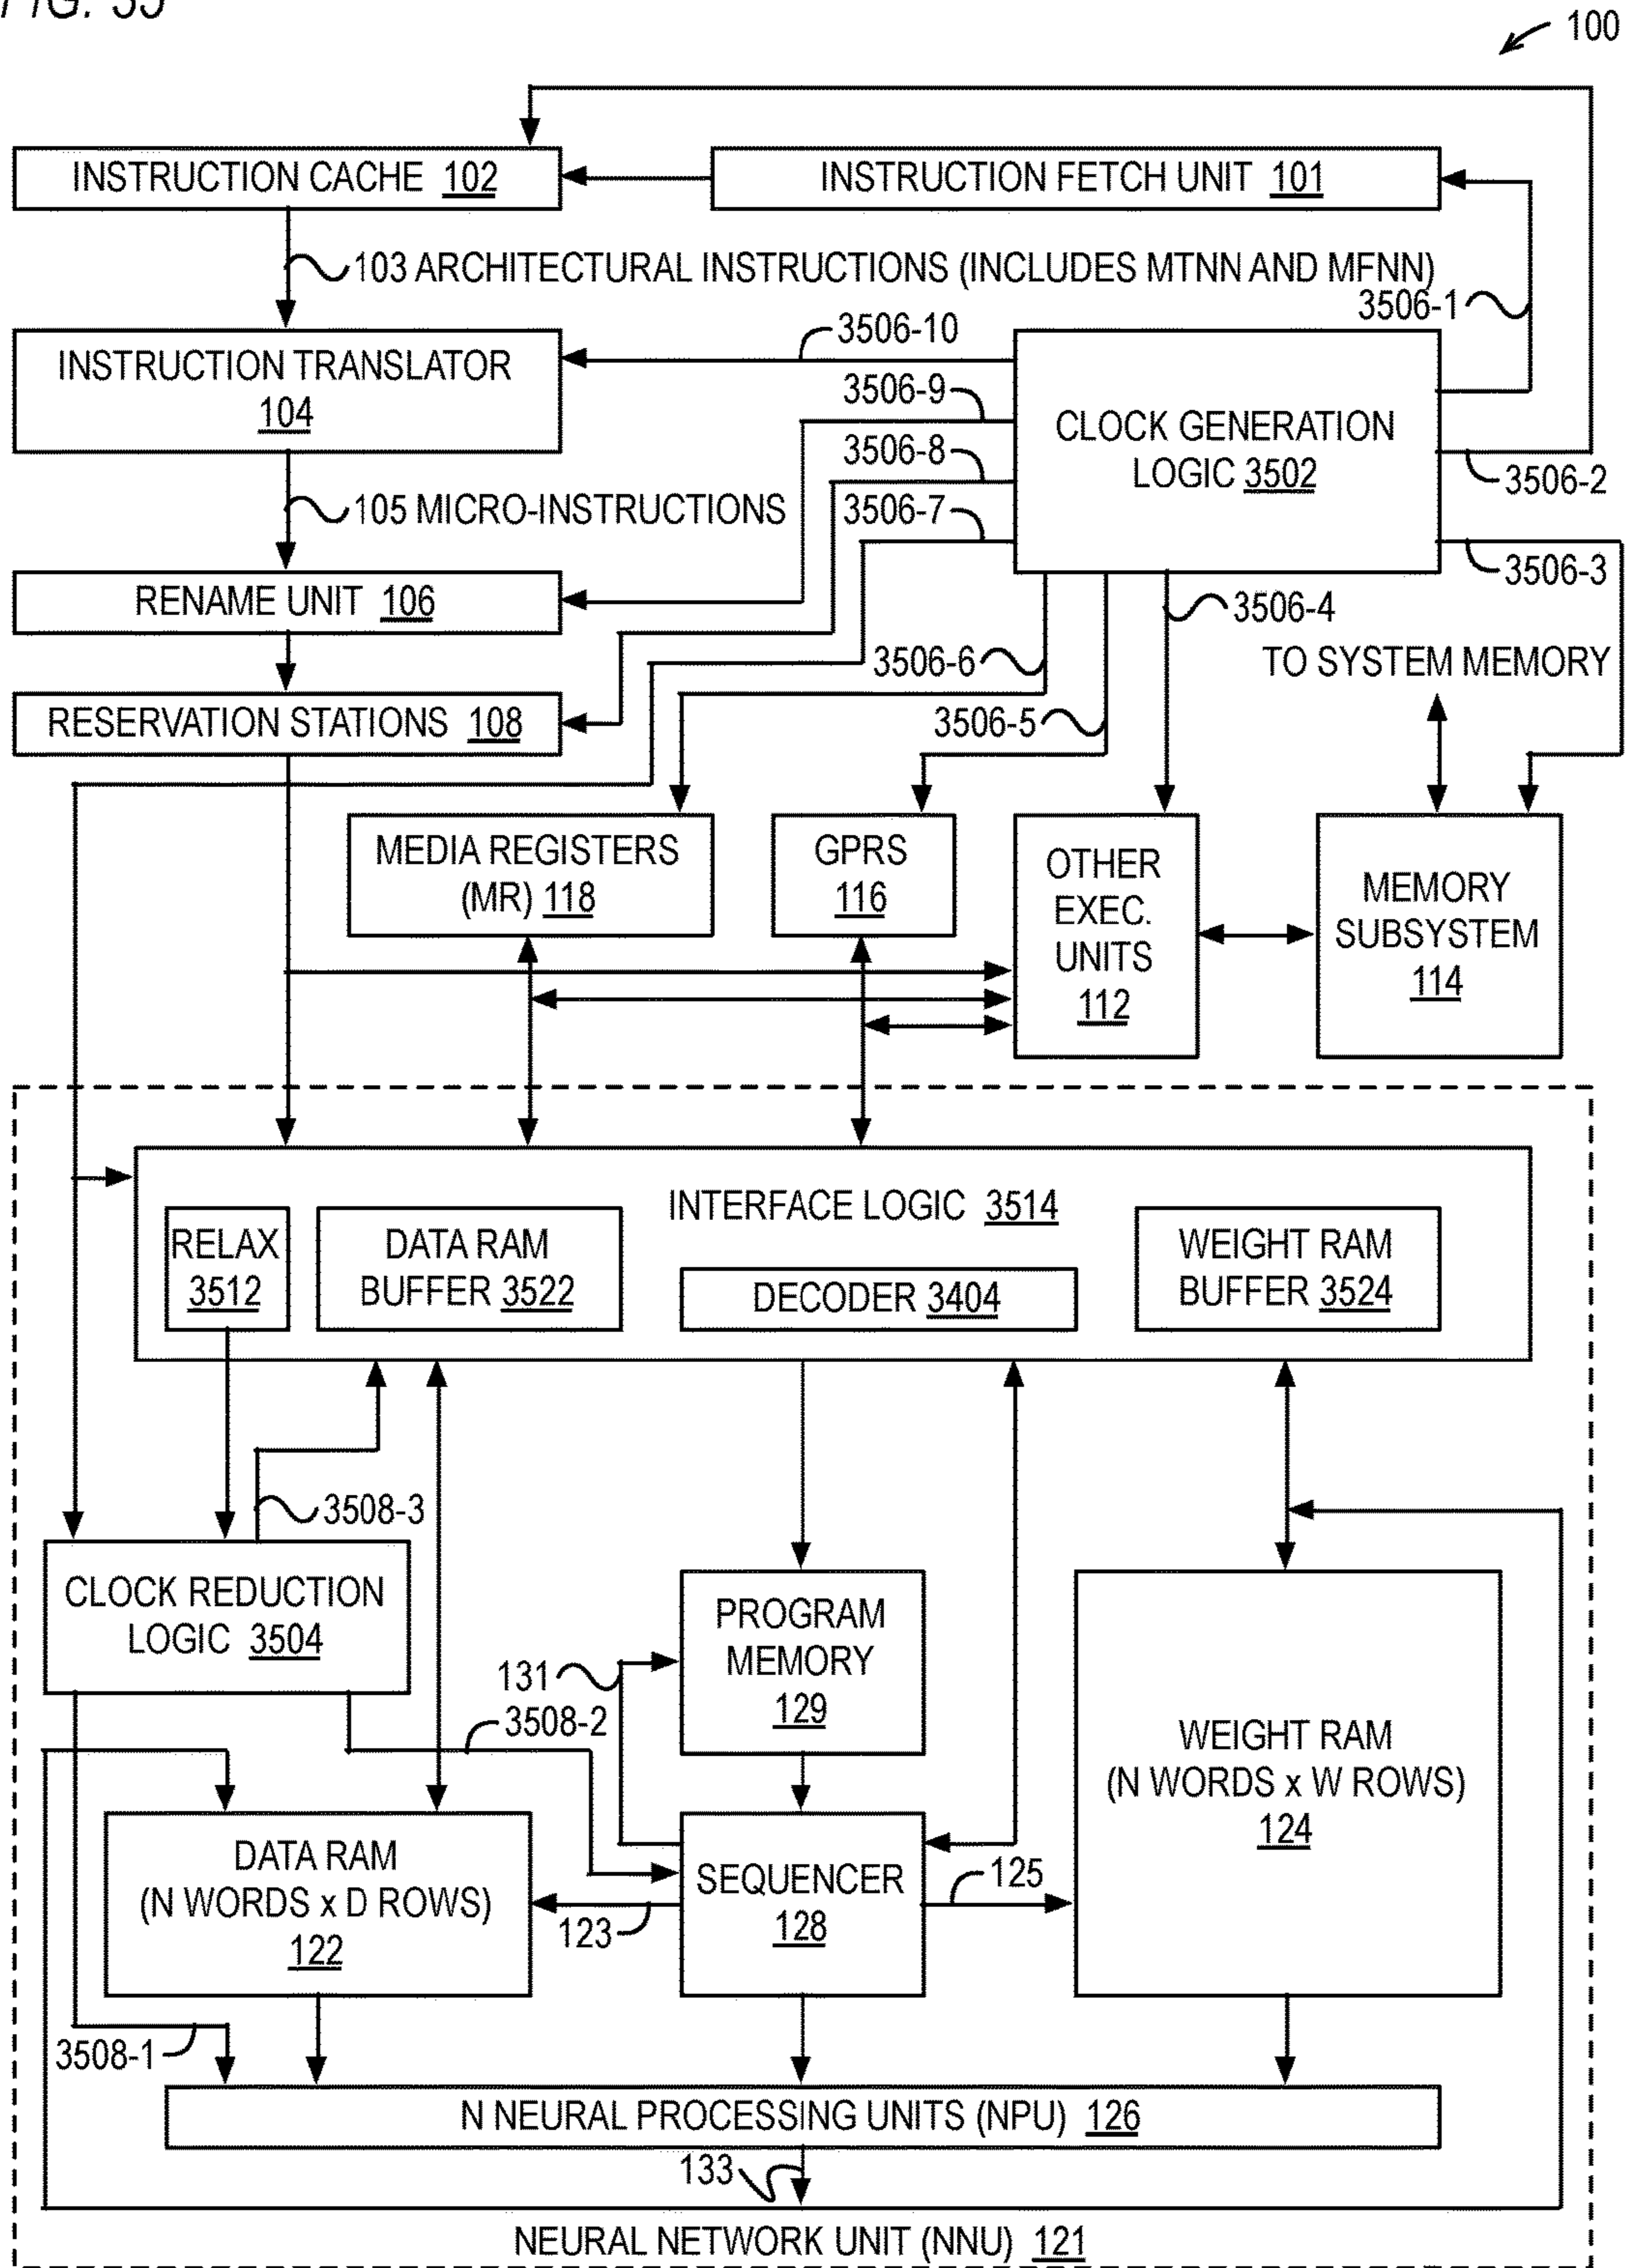 FIG. 35
100
INSTRUCTION CACHE 102
INSTRUCTION FETCH UNIT 101
103 ARCHITECTURAL INSTRUCTIONS (INCLUDES MTNN AND MFNN)
3506-1
3506-10
INSTRUCTION TRANSLATOR
104
3506-9
CLOCK GENERATION
LOGIC 3502
3506-8
3506-2
105 MICRO-INSTRUCTIONS
3506-7
3506-3
RENAME UNIT 106
3506-4
3506-6
TO SYSTEM MEMORY
RESERVATION STATIONS 108
3506-5
MEDIA REGISTERS
(MR) 118
GPRS
116
OTHER
EXEC.
UNITS
112
MEMORY
SUBSYSTEM
114
INTERFACE LOGIC 3514
RELAX
3512
DATA RAM
BUFFER 3522
DECODER 3404
WEIGHT RAM
BUFFER 3524
3508-3
CLOCK REDUCTION
LOGIC 3504
PROGRAM
MEMORY
129
131
3508-2
WEIGHT RAM
(N WORDS x W ROWS)
124
DATA RAM
(N WORDS x D ROWS)
122
SEQUENCER
128
125
123
3508-1
N NEURAL PROCESSING UNITS (NPU) 126
133
NEURAL NETWORK UNIT (NNU) 121